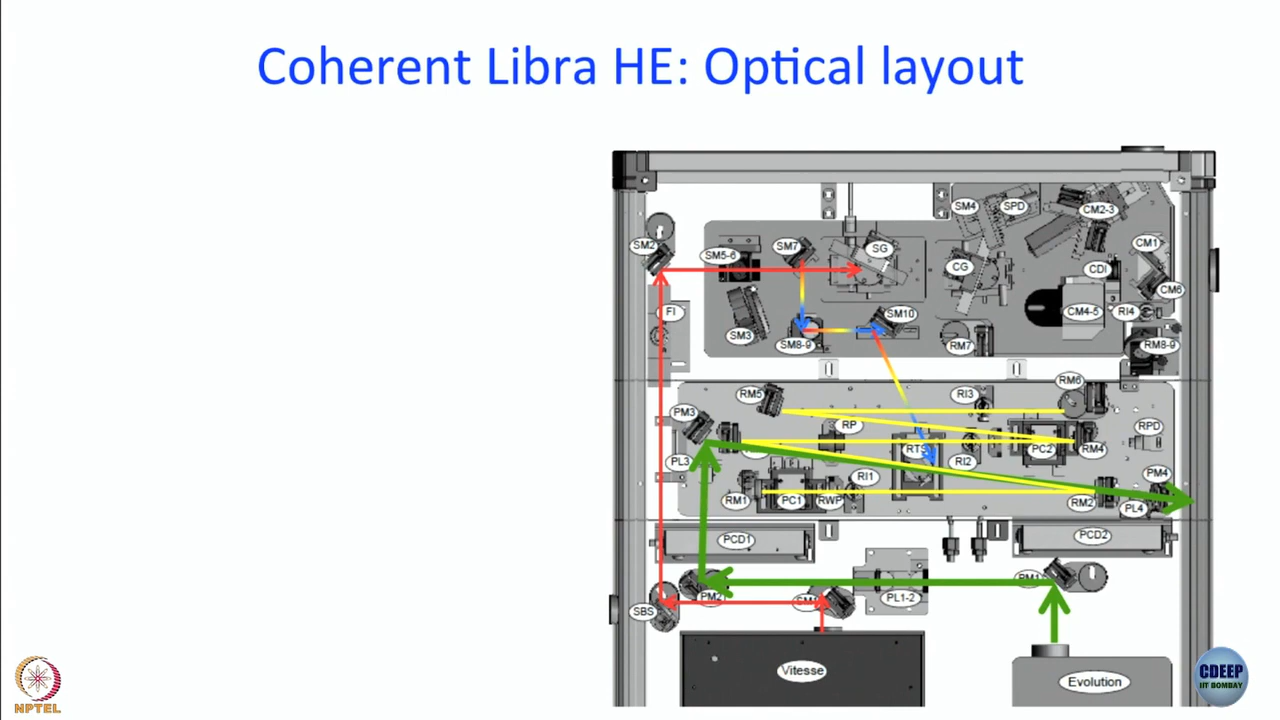 Coherent Libra HE: Optical layout
SM4
SPD
CM2-3
SM2
SM5-6
SM7
SG
CM1
CG
CDI
CM6
FI
SM3
SM10
CM4-5
RI4
SM8-9
RM7
RM8-9
RM5
RI3
RM6
PM3
RP
RPD
RTS
PC2
RM4
PL3
RI2
RI1
PM4
RM1
PC1
RWP
RM2
PL4
PCD1
PCD2
PM1
PM2
PL1-2
SBS
Vitesse
Evolution
NPTEL
CDEEP
IIT BOMBAY